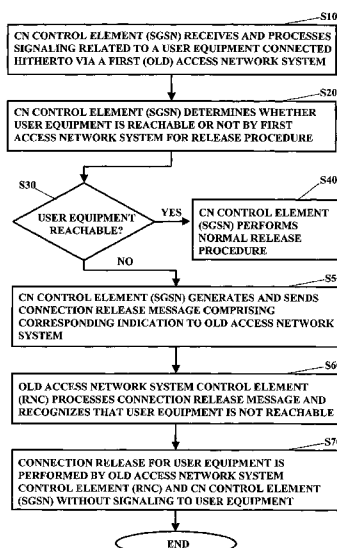 S10
CN CONTROL ELEMENT (SGSN) RECEIVES AND PROCESSES
SIGNALING RELATED TO A USER EQUIPMENT CONNECTED
HITHERTO VIA A FIRST (OLD) ACCESS NETWORK SYSTEM
S20
CN CONTROL ELEMENT (SGSN) DETERMINES WHETHER
USER EQUIPMENT IS REACHABLE OR NOT BY FIRST
ACCESS NETWORK SYSTEM FOR RELEASE PROCEDURE
S30
USER EQUIPMENT
REACHABLE?
YES
S40
CN CONTROL ELEMENT
(SGSN) PERFORMS
NORMAL RELEASE
PROCEDURE
NO
S50
CN CONTROL ELEMENT (SGSN) GENERATES AND SENDS
CONNECTION RELEASE MESSAGE COMPRISING
CORRESPONDING INDICATION TO OLD ACCESS NETWORK
SYSTEM
S60
OLD ACCESS NETWORK SYSTEM CONTROL ELEMENT
(RNC) PROCESSES CONNECTION RELEASE MESSAGE AND
RECOGNIZES THAT USER EQUIPMENT IS NOT REACHABLE
S70
CONNECTION RELEASE FOR USER EQUIPMENT IS
PERFORMED BY OLD ACCESS NETWORK SYSTEM
CONTROL ELEMENT (RNC) AND CN CONTROL ELEMENT
(SGSN) WITHOUT SIGNALING TO USER EQUIPMENT
END